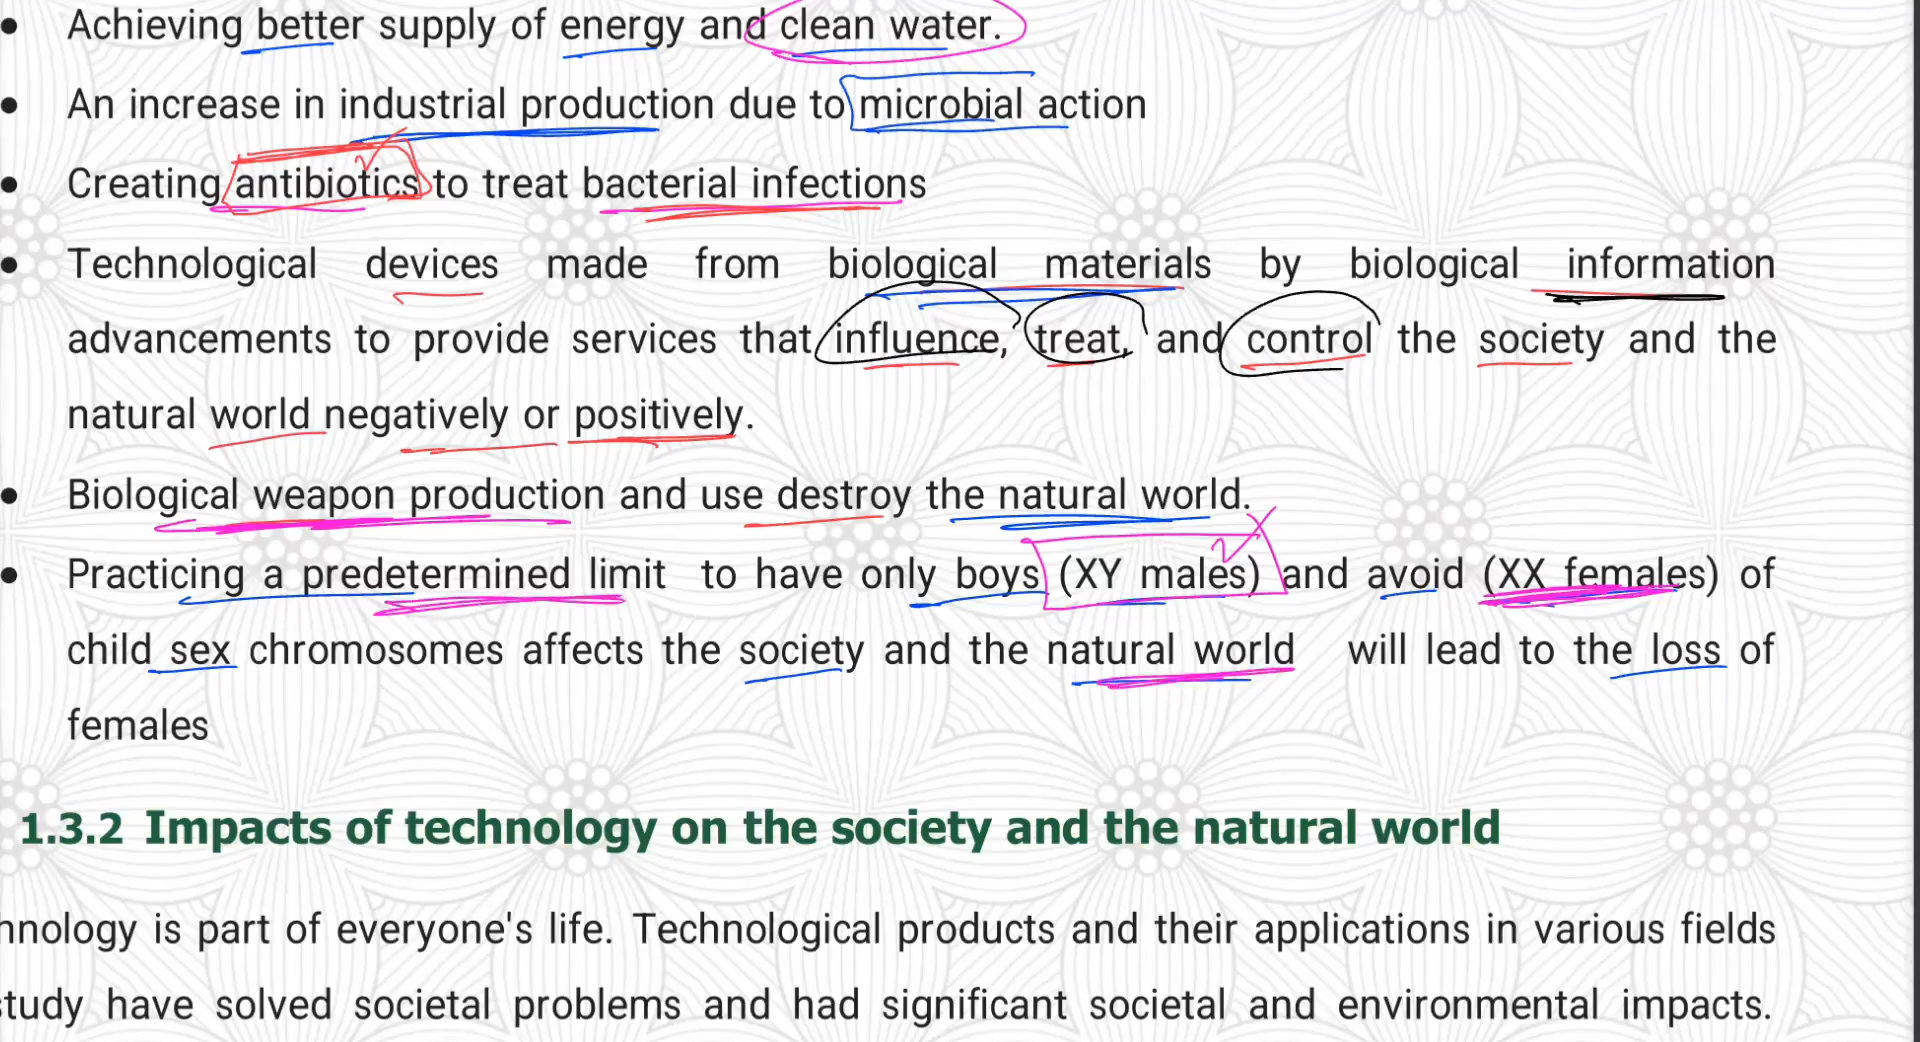 • Achieving better supply of energy and clean water.
• An increase in industrial production due to microbial action
• Creating antibiotics to treat bacterial infections
• Technological devices made from biological materials by biological information
advancements to provide services that influence, treat, and control the society and the
natural world negatively or positively.
• Biological weapon production and use destroy the natural world.
• Practicing a predetermined limit to have only boys (XY males) and avoid (XX females) of
child sex chromosomes affects the society and the natural world will lead to the loss of
females
1.3.2 Impacts of technology on the society and the natural world
hnology is part of everyone's life. Technological products and their applications in various fields
study have solved societal problems and had significant societal and environmental impacts.